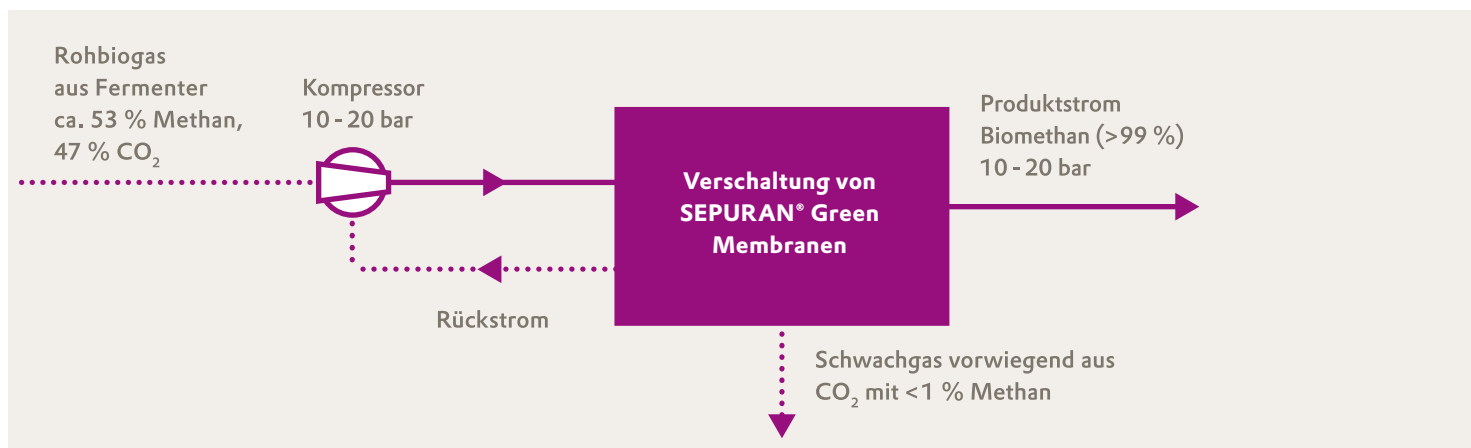 Rohbiogas
aus Fermenter
ca. 53 % Methan,
47 % CO₂
Kompressor
10 - 20 bar
Verschaltung von
SEPURAN® Green
Membranen
Produktstrom
Biomethan (>99 %)
10 - 20 bar
Rückstrom
Schwachgas vorwiegend aus
CO₂ mit <1 % Methan